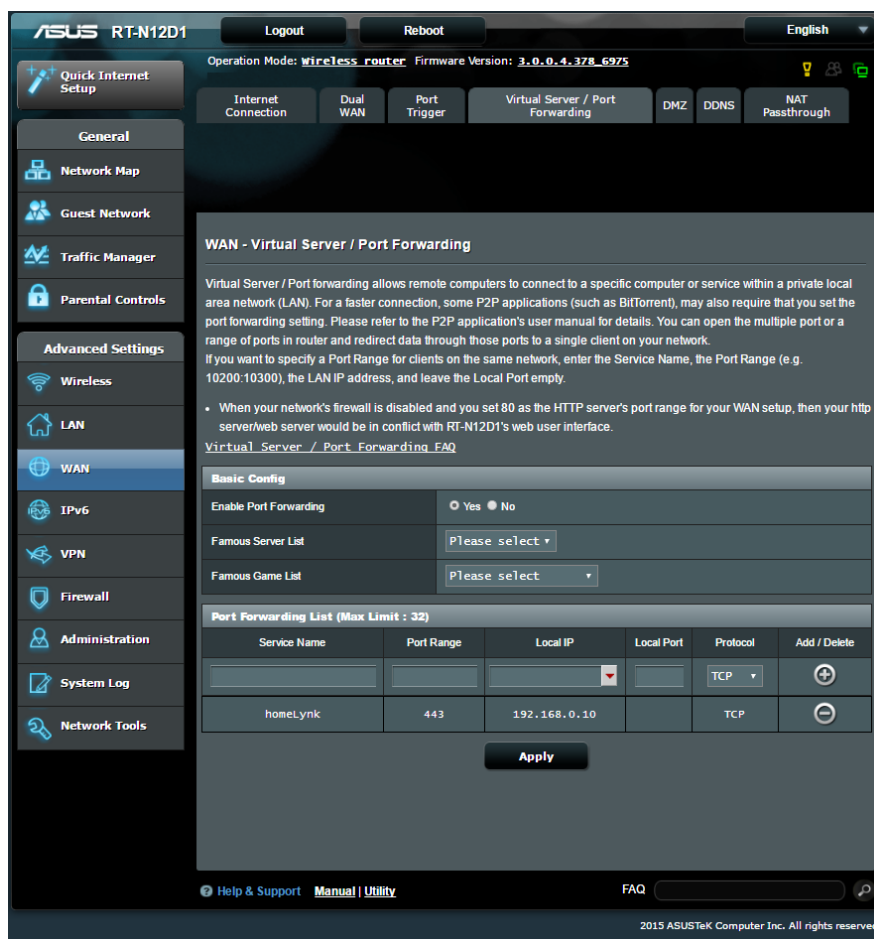 ASUS RT-N12D1
Logout
Reboot
English
Quick Internet
Setup
Operation Mode: Wireless router Firmware Version: 3.0.0.4.378_6975
Internet
Connection
Dual
WAN
Port
Trigger
Virtual Server / Port
Forwarding
DMZ
DDNS
NAT
Passthrough
General
Network Map
Guest Network
Traffic Manager
Parental Controls
Advanced Settings
Wireless
LAN
WAN
IPv6
IPv6
VPN
Firewall
Administration
System Log
Network Tools
WAN - Virtual Server / Port Forwarding
Virtual Server / Port forwarding allows remote computers to connect to a specific computer or service within a private local
area network (LAN). For a faster connection, some P2P applications (such as BitTorrent), may also require that you set the
port forwarding setting. Please refer to the P2P application's user manual for details. You can open the multiple port or a
range of ports in router and redirect data through those ports to a single client on your network.
If you want to specify a Port Range for clients on the same network, enter the Service Name, the Port Range (e.g.
10200:10300), the LAN IP address, and leave the Local Port empty.
• When your network's firewall is disabled and you set 80 as the HTTP server's port range for your WAN setup, then your http
server/web server would be in conflict with RT-N12D1's web user interface.
Virtual Server / Port Forwarding FAQ
Basic Config
Enable Port Forwarding Yes No
Famous Server List Please select
Famous Game List Please select
Port Forwarding List (Max Limit : 32)
Service Name Port Range Local IP Local Port Protocol Add / Delete
TCP
homeLynk 443 192.168.0.10 TCP
Apply
Help & Support Manual | Utility FAQ
2015 ASUSTeK Computer Inc. All rights reserve